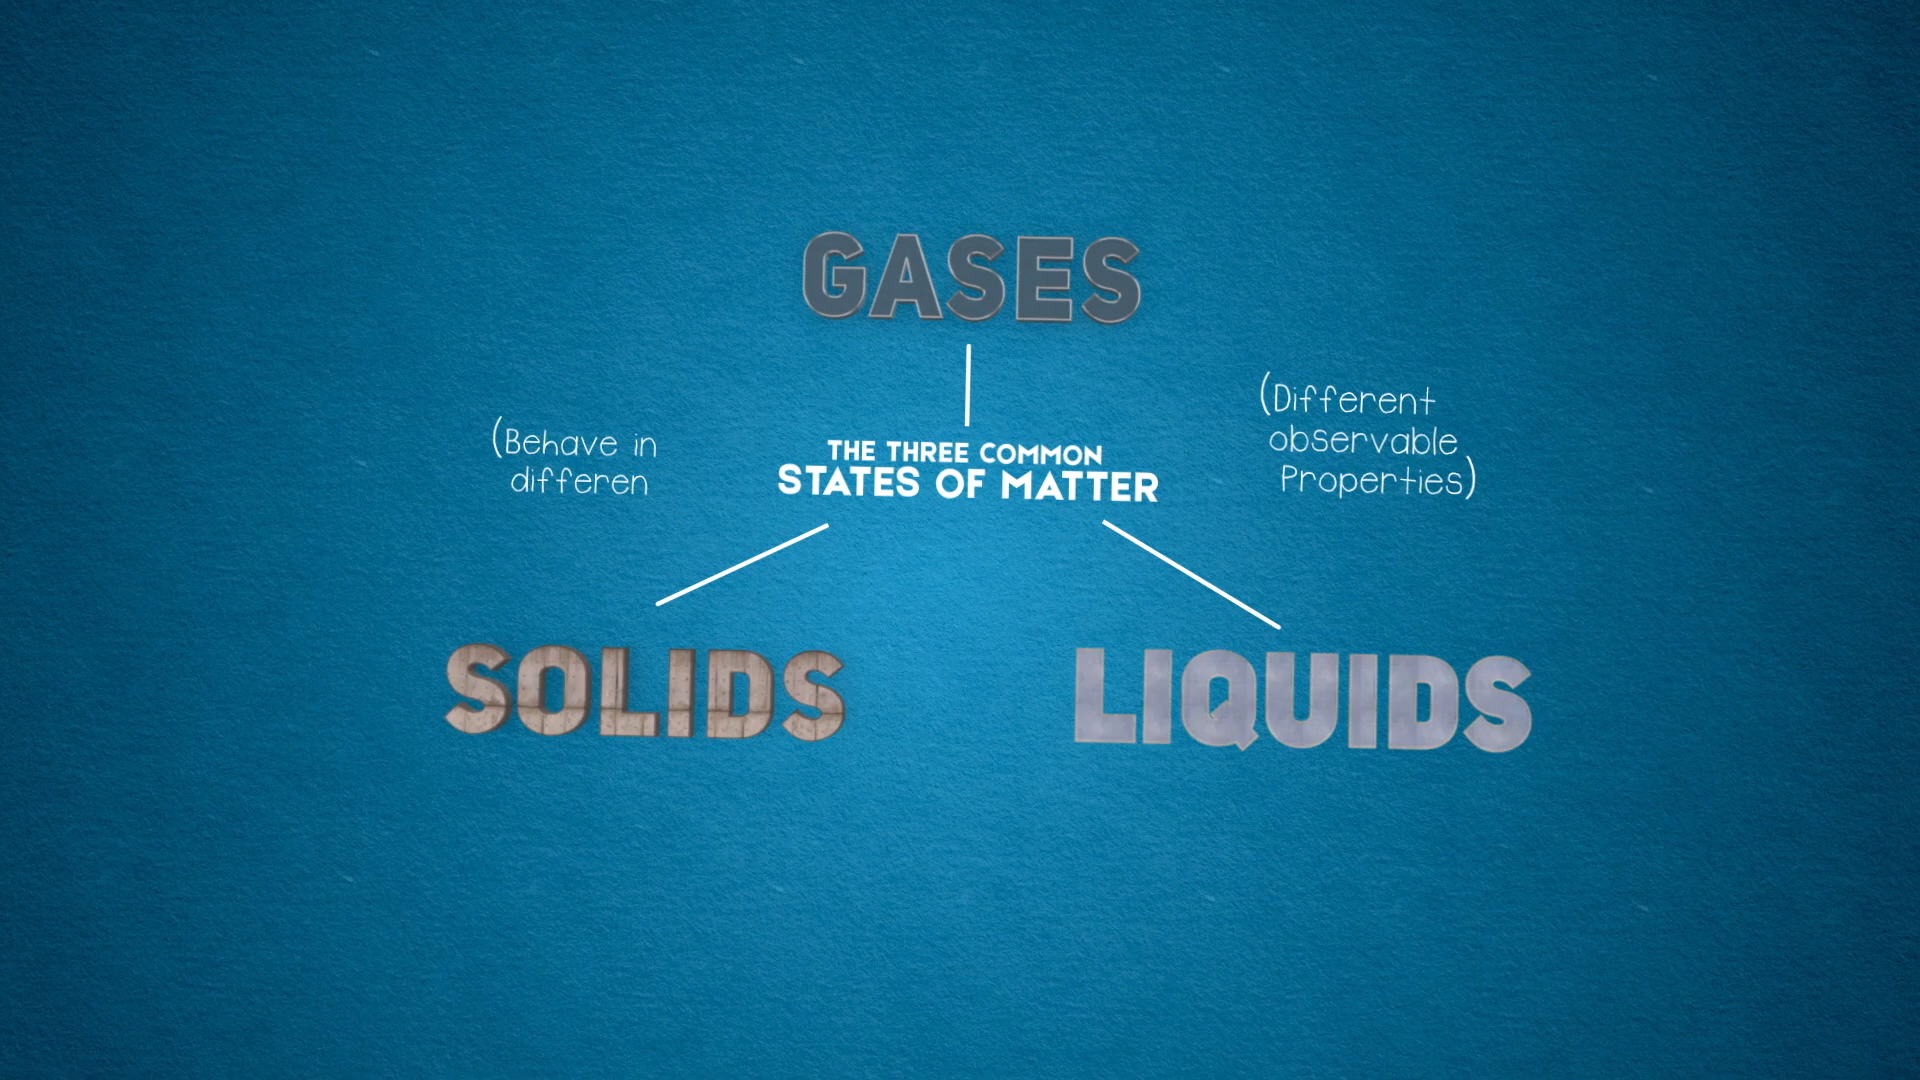 GASES
(Different
observable
Properties)
(Behave in
differen
THE THREE COMMON
STATES OF MATTER
SOLIDS
LIQUIDS